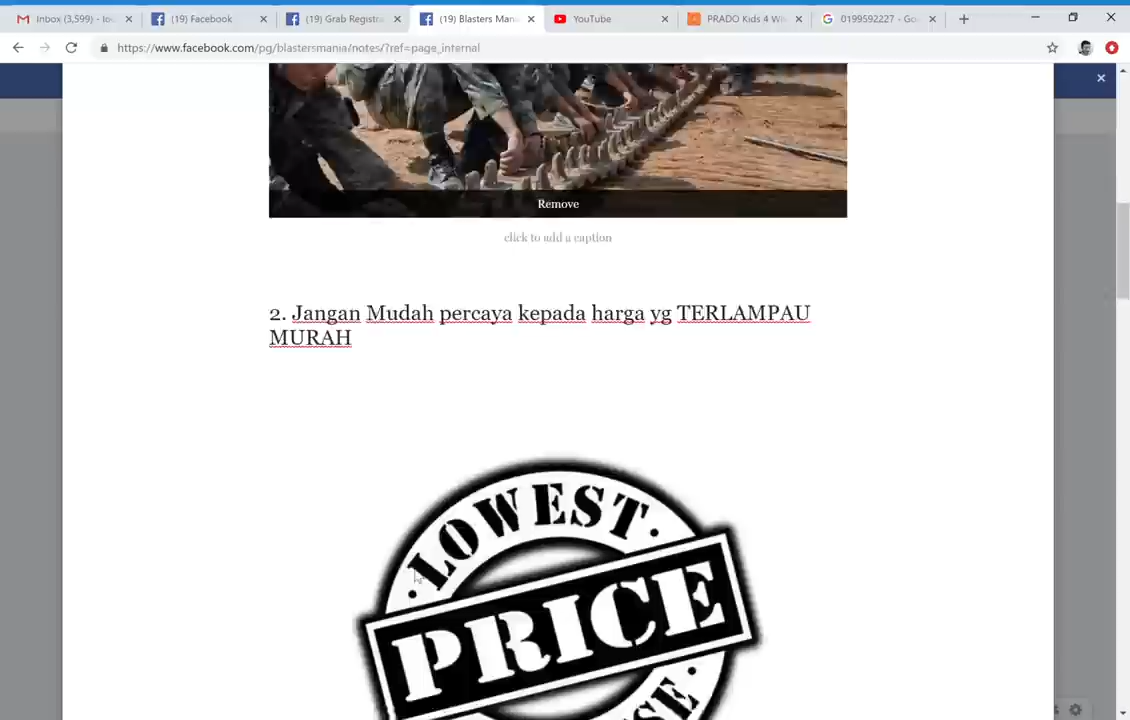 Inbox (3,599) - lou
(19) Facebook
(19) Grab Registra
(19) Blasters Mani
YouTube
PRADO Kids 4 Wh
0199592227 - Go
https://www.facebook.com/pg/blastersmania/notes/?ref=page_internal
Remove
click to add a caption
2. Jangan Mudah percaya kepada harga yg TERLAMPAU
MURAH
LOWEST
PRICE